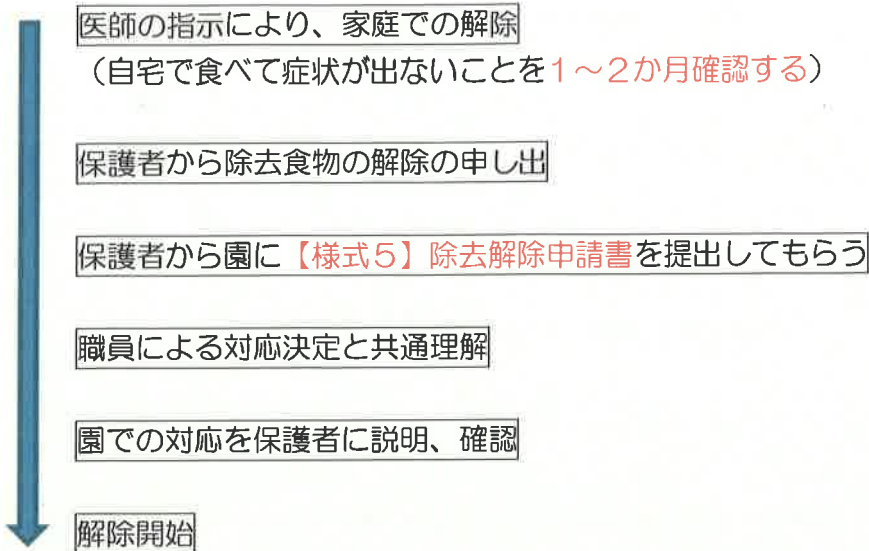 医師の指示により、家庭での解除
（自宅で食べて症状が出ないことを１～２か月確認する）
保護者から除去食物の解除の申し出
保護者から園に【様式５】除去解除申請書を提出してもらう
職員による対応決定と共通理解
園での対応を保護者に説明、確認
解除開始